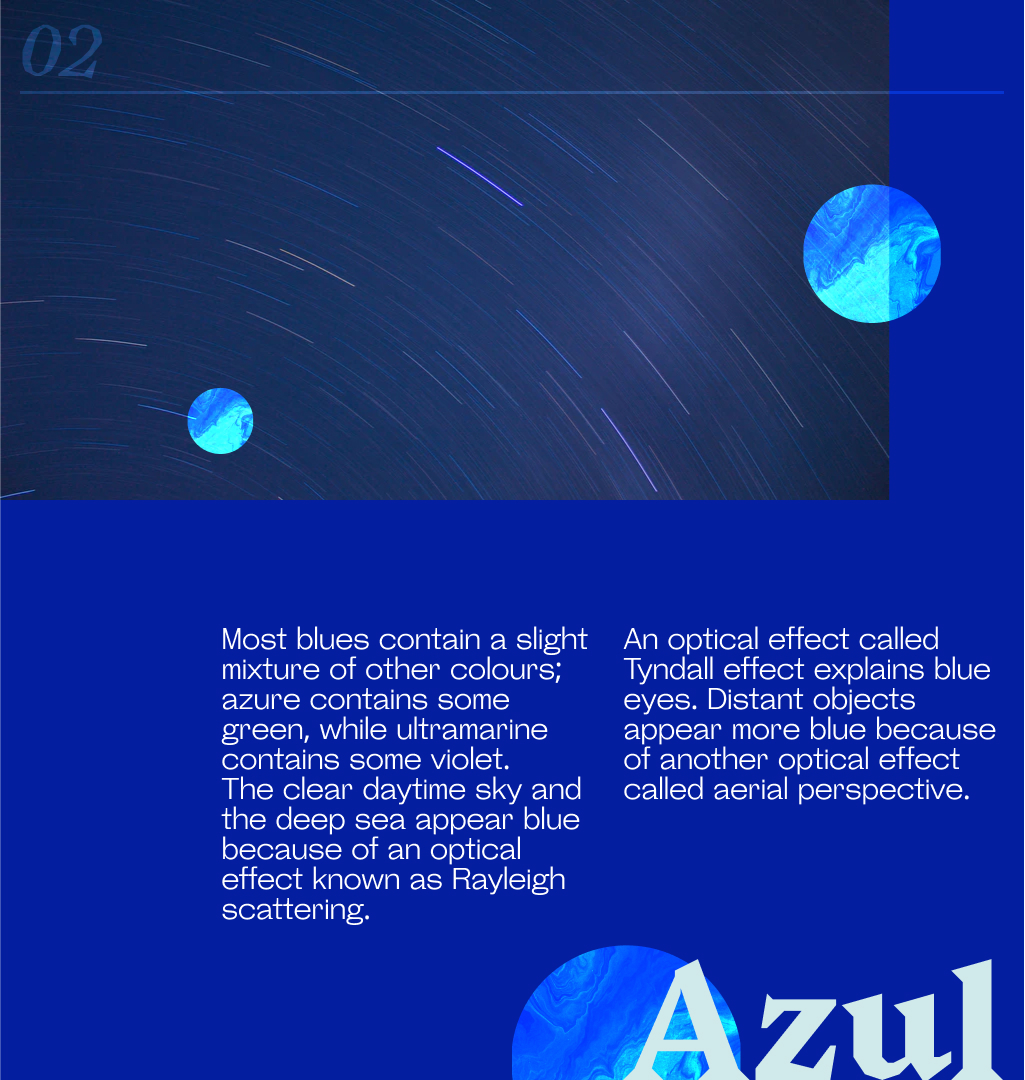 02
Most blues contain a slight
mixture of other colours;
azure contains some
green, while ultramarine
contains some violet.
The clear daytime sky and
the deep sea appear blue
because of an optical
effect known as Rayleigh
scattering.
An optical effect called
Tyndall effect explains blue
eyes. Distant objects
appear more blue because
of another optical effect
called aerial perspective.
Azul